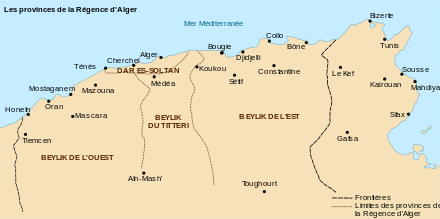 Les provinces de la Régence d'Alger
Mer Méditerranée
Bizerte
Collo
Tunis
Bougie
Bône
Alger
Djidjelli
Cherchel
Ténès
DAR ES-SOLTAN
Koukou
Constantine
Le Kef
Sousse
Sétif
Médéa
Mahdiya
Mostaganem
Mazouna
Kairouan
Oran
Honein
Mascara
BEYLIK
DU TITTERI
BEYLIK DE L'EST
Sfax
Tlemcen
Gafsa
BEYLIK DE L'OUEST
Aïn-Mash'
Toughourt
Frontières
Limites des provinces de
la Régence d'Alger